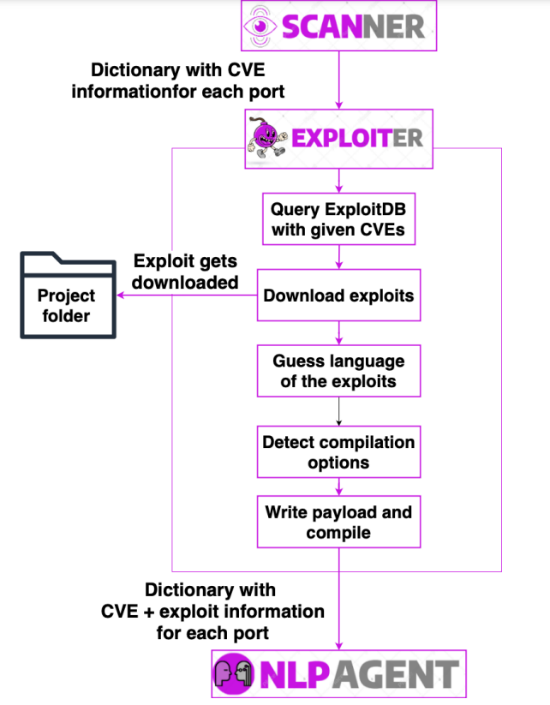 SCANNER
Dictionary with CVE
informationfor each port
EXPLOITER
Query ExploitDB
with given CVEs
Exploit gets
downloaded
Project
folder
Download exploits
Guess language
of the exploits
Detect compilation
options
Write payload and
compile
Dictionary with
CVE + exploit information
for each port
NLPAGENT